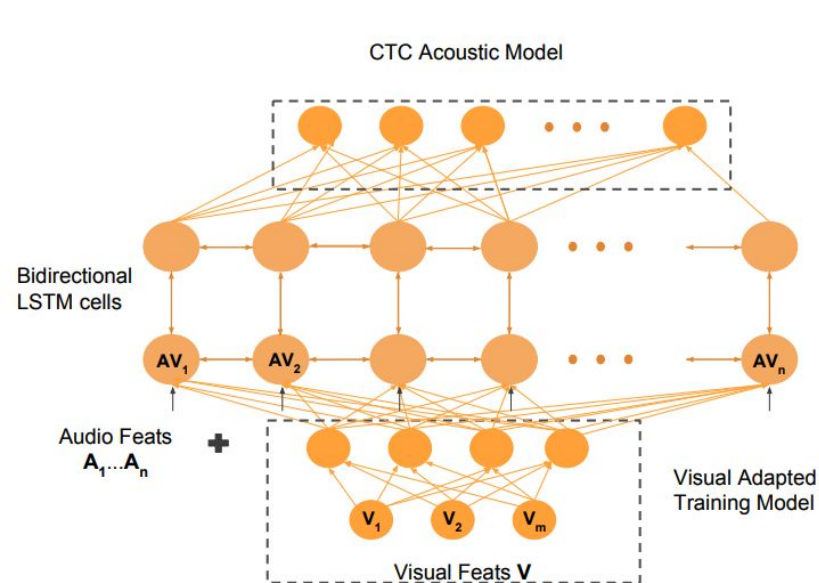 CTC Acoustic Model
Bidirectional
LSTM cells
AV1 AV2 AVn
Audio Feats
A1...An
Visual Adapted
Training Model
V1 V2 Vm
Visual Feats V